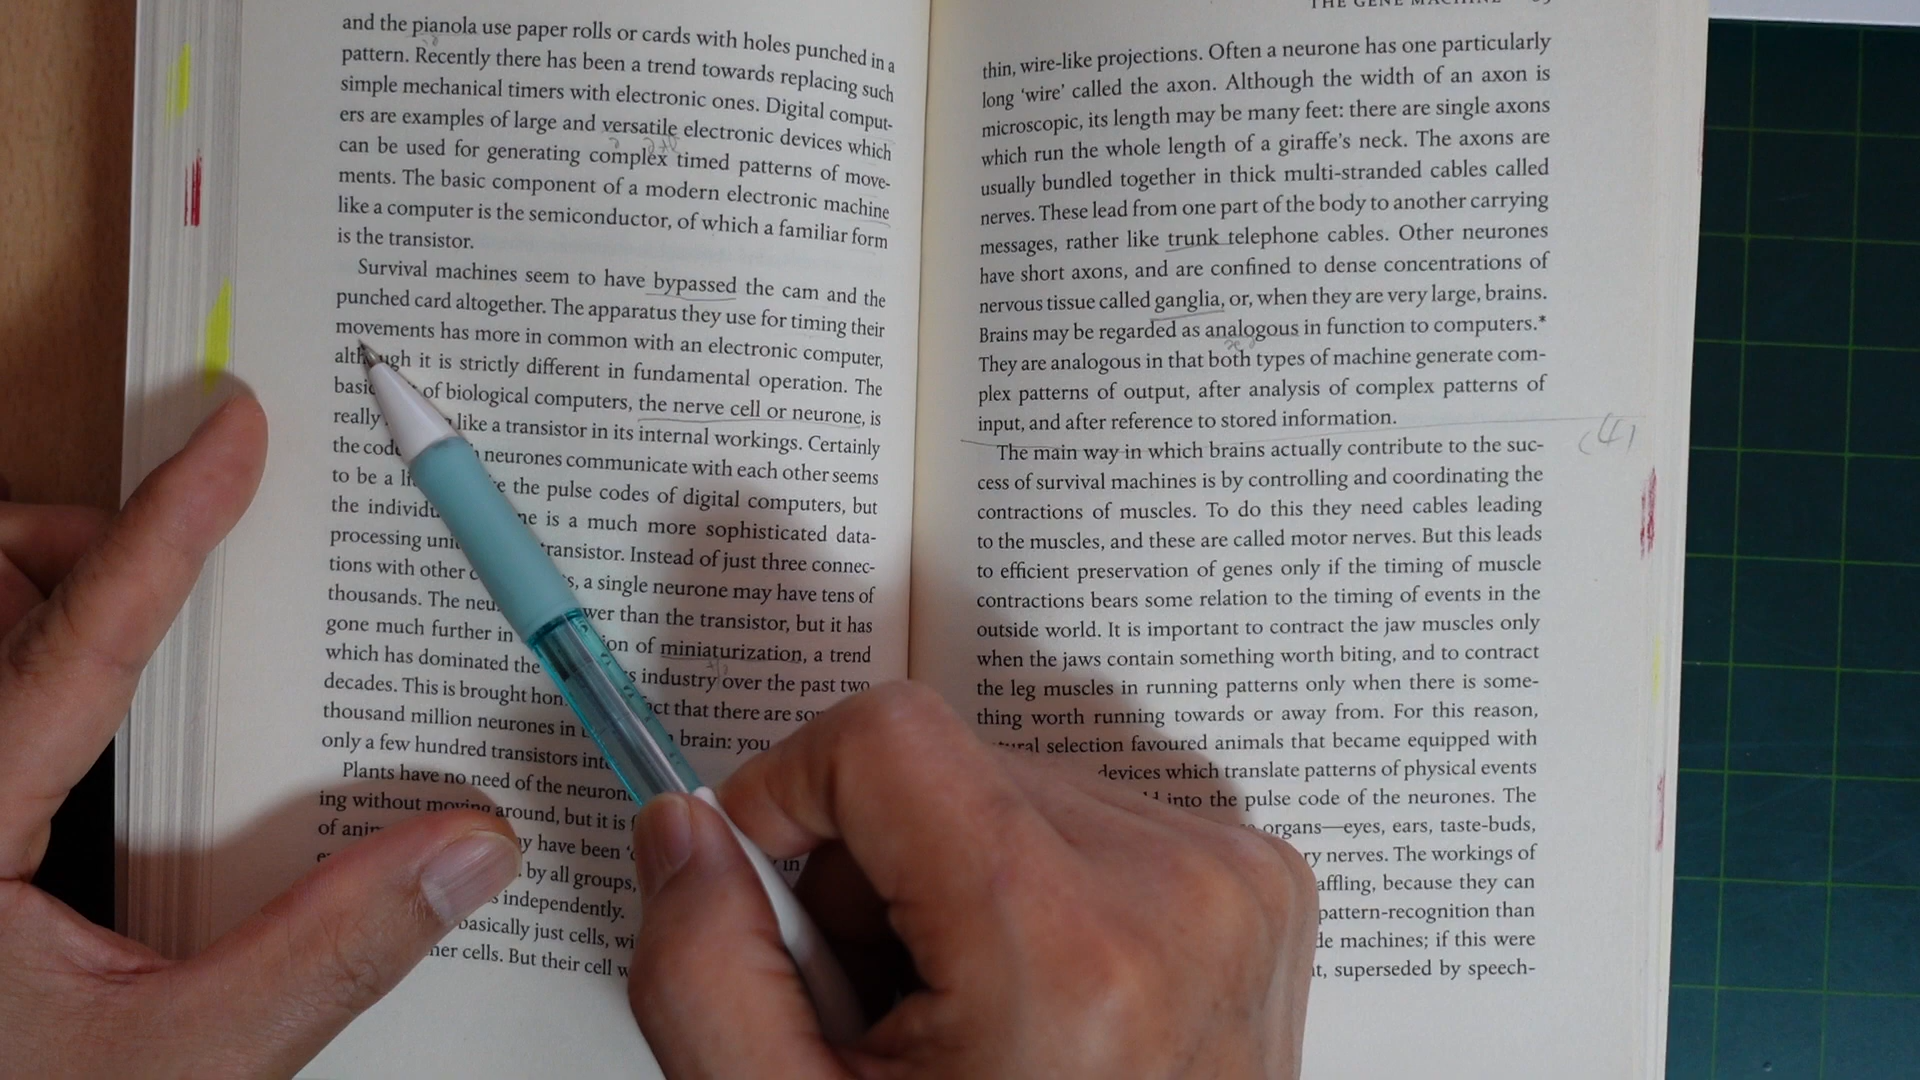 and the pianola use paper rolls or cards with holes punched in a
pattern. Recently there has been a trend towards replacing such
simple mechanical timers with electronic ones. Digital comput-
ers are examples of large and versatile electronic devices which
can be used for generating complex timed patterns of move-
ments. The basic component of a modern electronic machine
like a computer is the semiconductor, of which a familiar form
is the transistor.
Survival machines seem to have bypassed the cam and the
punched card altogether. The apparatus they use for timing their
movements has more in common with an electronic computer,
although it is strictly different in fundamental operation. The
basic of biological computers, the nerve cell or neurone, is
really like a transistor in its internal workings. Certainly
the code neurones communicate with each other seems
to be a the pulse codes of digital computers, but
the individual is a much more sophisticated data-
processing unit transistor. Instead of just three connec-
tions with other a single neurone may have tens of
thousands. The than the transistor, but it has
gone much further in of miniaturization, a trend
which has dominated the industry over the past two
decades. This is brought that there are
thousand million neurones in brain: you
only a few hundred transistors
Plants have no need of the
ing without moving around, but it is
of have been
by all groups, in
independently.
basically just cells,
cells. But their cell
THE GENE MACHINE
thin, wire-like projections. Often a neurone has one particularly
long ‘wire’ called the axon. Although the width of an axon is
microscopic, its length may be many feet: there are single axons
which run the whole length of a giraffe’s neck. The axons are
usually bundled together in thick multi-stranded cables called
nerves. These lead from one part of the body to another carrying
messages, rather like trunk telephone cables. Other neurones
have short axons, and are confined to dense concentrations of
nervous tissue called ganglia, or, when they are very large, brains.
Brains may be regarded as analogous in function to computers.*
They are analogous in that both types of machine generate com-
plex patterns of output, after analysis of complex patterns of
input, and after reference to stored information.
(4)
The main way in which brains actually contribute to the suc-
cess of survival machines is by controlling and coordinating the
contractions of muscles. To do this they need cables leading
to the muscles, and these are called motor nerves. But this leads
to efficient preservation of genes only if the timing of muscle
contractions bears some relation to the timing of events in the
outside world. It is important to contract the jaw muscles only
when the jaws contain something worth biting, and to contract
the leg muscles in running patterns only when there is some-
thing worth running towards or away from. For this reason,
natural selection favoured animals that became equipped with
devices which translate patterns of physical events
into the pulse code of the neurones. The
organs—eyes, ears, taste-buds,
nerves. The workings of
because they can
pattern-recognition than
machines; if this were
superseded by speech-